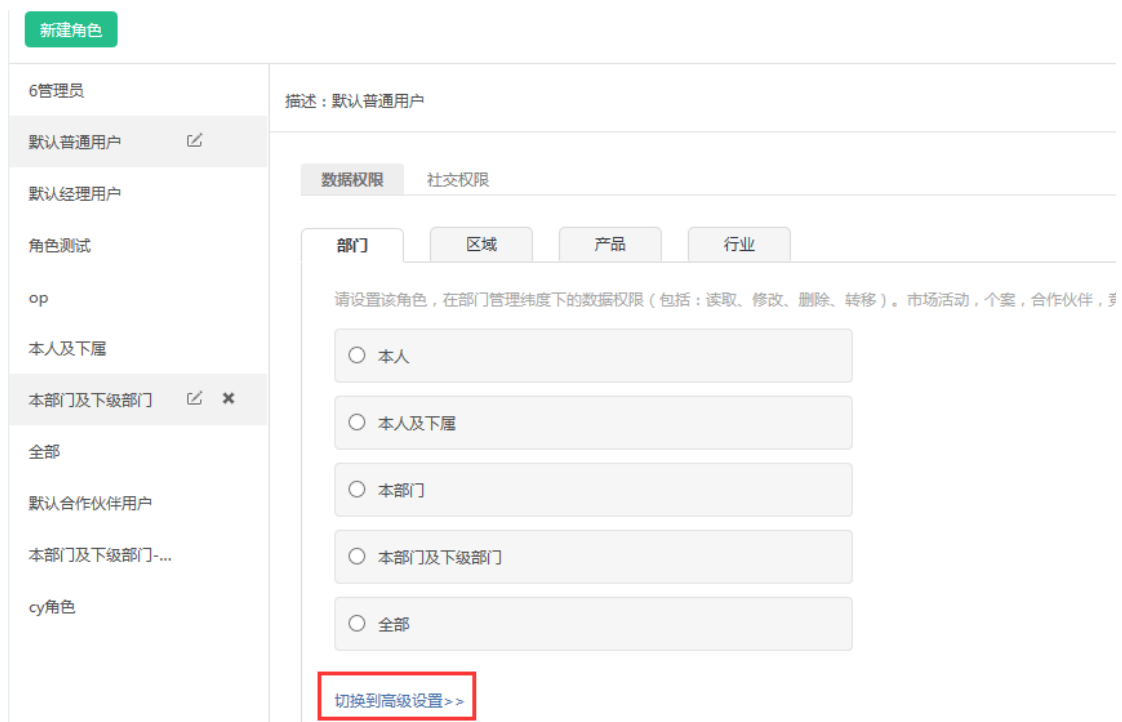 新建角色
6管理员
默认普通用户
默认经理用户
角色测试
op
本人及下属
本部门及下级部门
全部
默认合作伙伴用户
本部门及下级部门-...
cy角色
描述：默认普通用户
数据权限 社交权限
部门 区域 产品 行业
请设置该角色，在部门管理纬度下的数据权限（包括：读取、修改、删除、转移）。市场活动，个案，合作伙伴，
本人
本人及下属
本部门
本部门及下级部门
全部
切换到高级设置>>